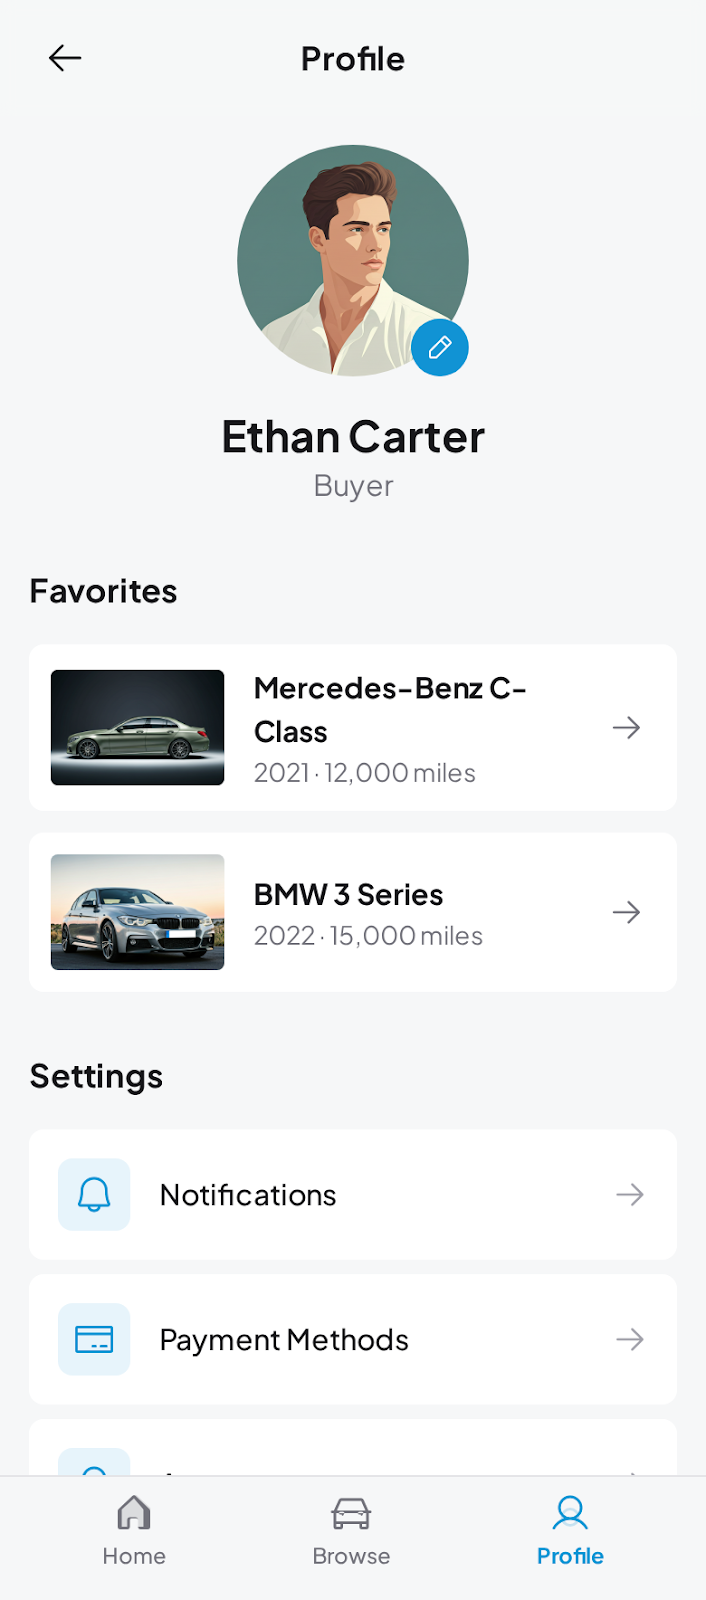 Profile
Ethan Carter
Buyer
Favorites
Mercedes-Benz C-
Class
2021 · 12,000 miles
BMW 3 Series
2022 · 15,000 miles
Settings
Notifications
Payment Methods
Home
Browse
Profile